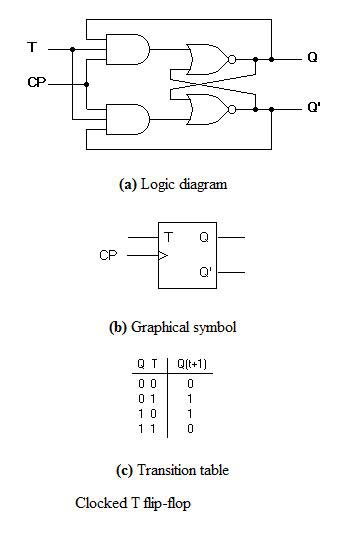 T
Q
CP
Q'
(a) Logic diagram
T Q
CP
Q'
(b) Graphical symbol
Q T Q(t+1)
0 0 0
0 1 1
1 0 1
1 1 0
(c) Transition table
Clocked T flip-flop